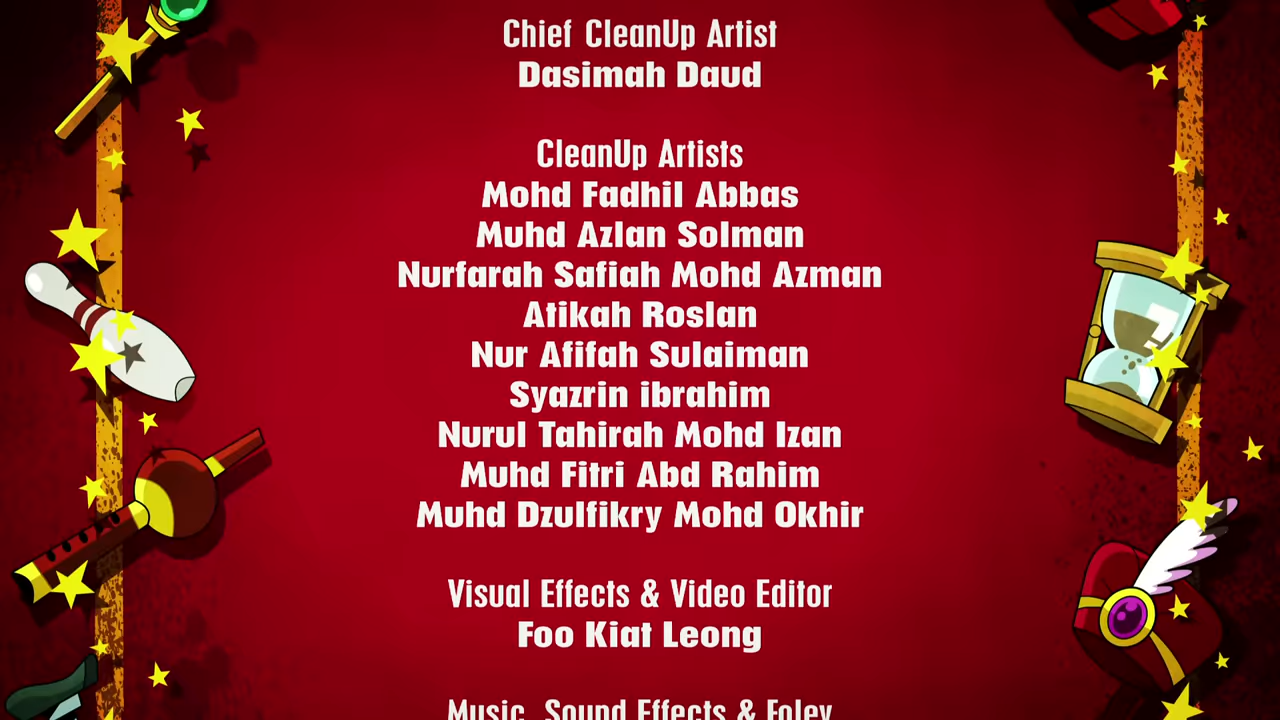 Chief CleanUp Artist
Dasimah Daud
CleanUp Artists
Mohd Fadhil Abbas
Muhd Azlan Solman
Nurfarah Safiah Mohd Azman
Atikah Roslan
Nur Afifah Sulaiman
Syazrin ibrahim
Nurul Tahirah Mohd Izan
Muhd Fitri Abd Rahim
Muhd Dzulfikry Mohd Okhir
Visual Effects & Video Editor
Foo Kiat Leong
Music, Sound Effects & Foley